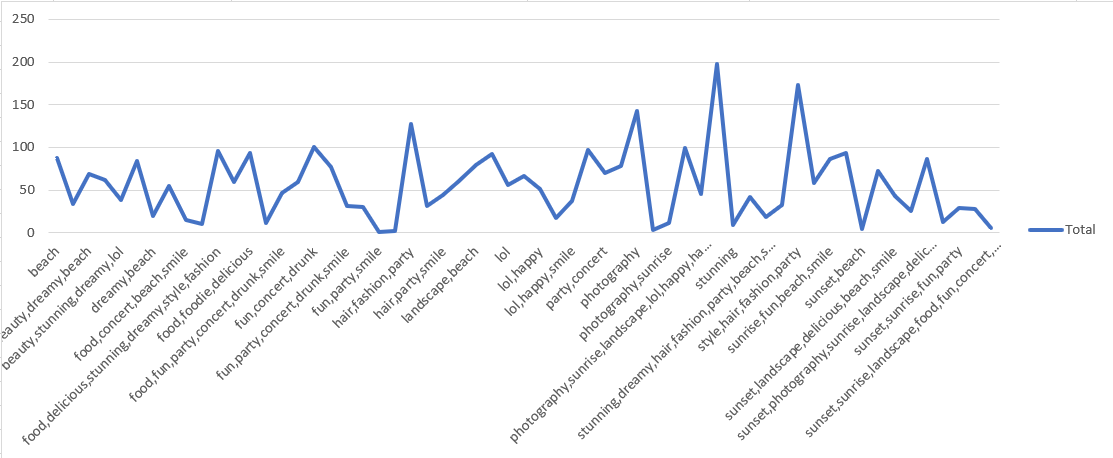 250
200
150
100
50
0
beach
eauty,dreamy,beach
beauty,stunning,dreamy,lol
dreamy,beach
food,concert,beach,smile
food,delicious,stunning,dreamy,style,fashion
food,foodie,delicious
food,fun,party,concert,drunk,smile
fun,concert,drunk
fun,party,concert,drunk,smile
fun,party,smile
hair,fashion,party
hair,party,smile
landscape,beach
lol
lol,happy
lol,happy,smile
party,concert
photography
photography,sunrise
photography,sunrise,landscape,lol,happy,ha...
stunning
stunning,dreamy,hair,fashion,party,beach,s...
style,hair,fashion,party
sunrise,fun,beach,smile
sunset,beach
sunset,landscape,delicious,beach,smile
sunset,photography,sunrise,landscape,delic...
sunset,sunrise,fun,party
sunset,sunrise,landscape,food,fun,concert,...
Total